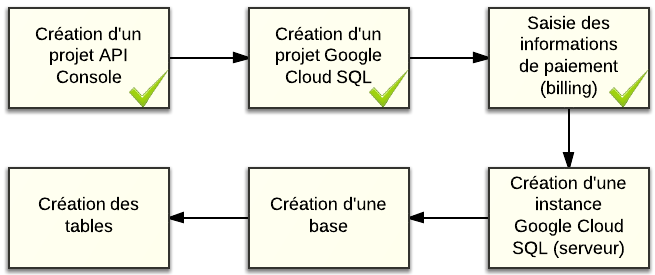 Création d'un
projet API
Console
Création d'un
projet Google
Cloud SQL
Saisie des
informations
de paiement
(billing)
Création d'une
instance
Google Cloud
SQL (serveur)
Création d'une
base
Création des
tables